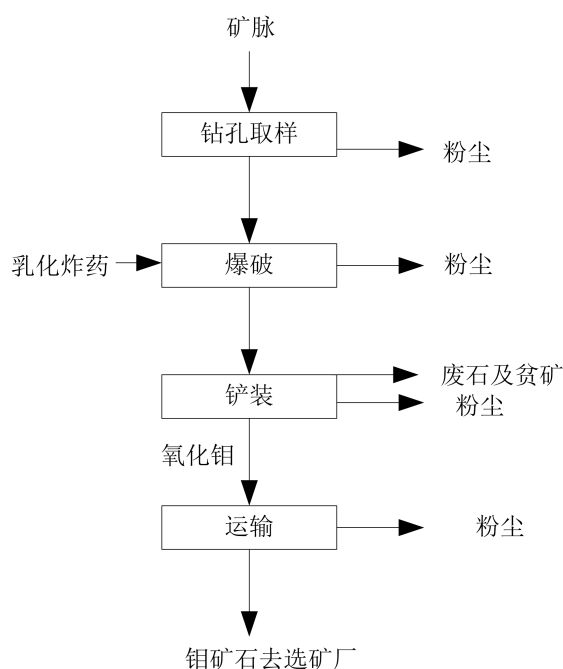 矿脉
钻孔取样
粉尘
乳化炸药
爆破
粉尘
铲装
废石及贫矿
粉尘
氧化钼
运输
粉尘
钼矿石去选矿厂